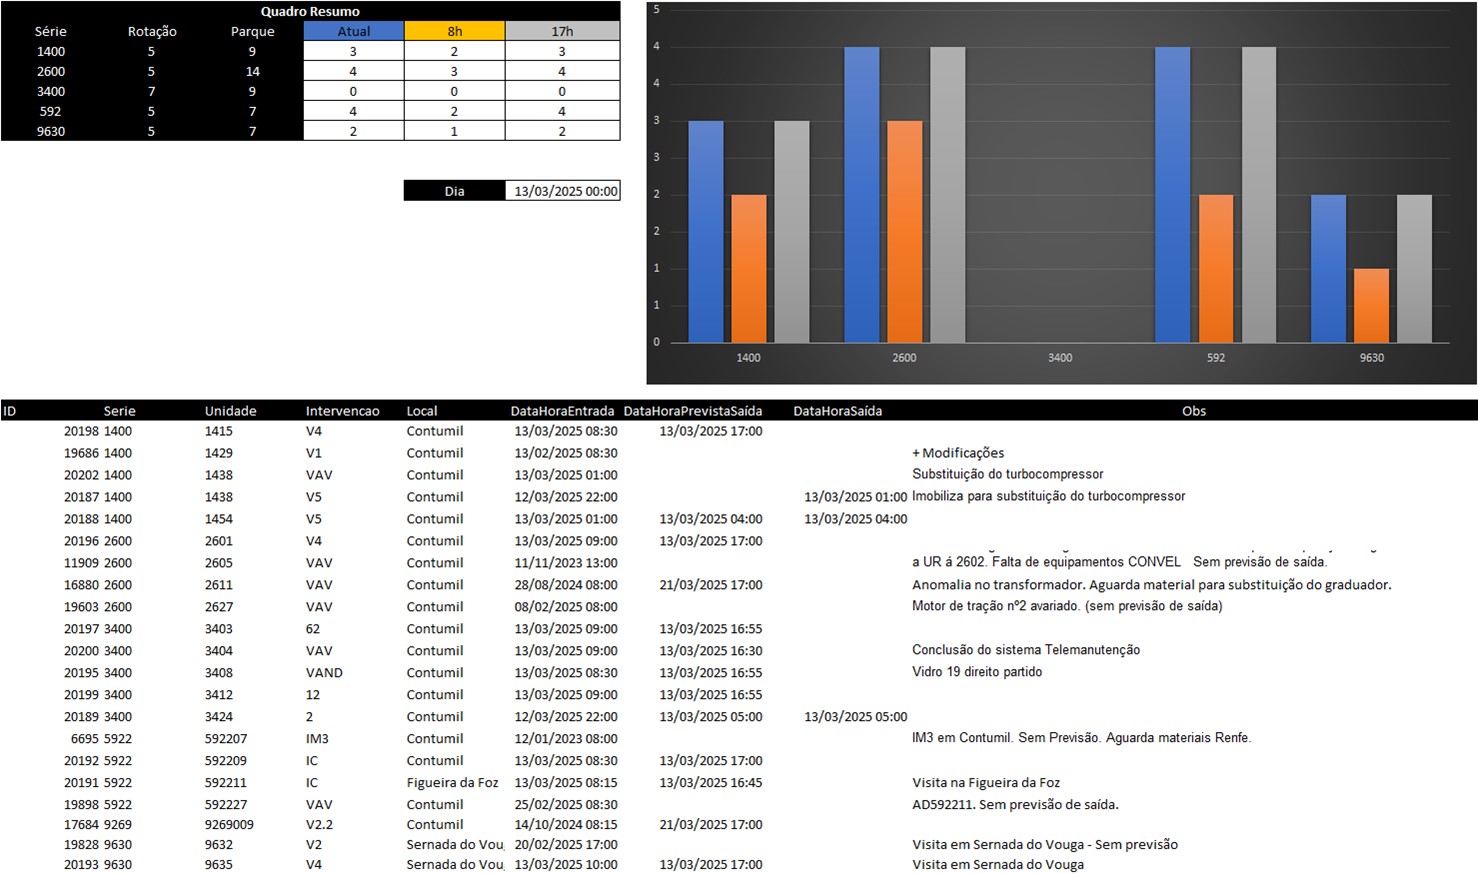 Quadro Resumo
Série Rotação Parque Atual 8h 17h
1400 5 9 3 2 3
2600 5 14 4 3 4
3400 7 9 0 0 0
592 5 7 4 2 4
9630 5 7 2 1 2
Dia 13/03/2025 00:00
5
4
4
3
3
2
2
1
1
0
1400 2600 3400 592 9630
ID Serie Unidade Intervencao Local DataHoraEntrada DataHoraPrevistaSaída DataHoraSaída Obs
20198 1400 1415 V4 Contumil 13/03/2025 08:30 13/03/2025 17:00
19686 1400 1429 V1 Contumil 13/02/2025 08:30 + Modificações
20202 1400 1438 VAV Contumil 13/03/2025 01:00 Substituição do turbocompressor
20187 1400 1438 V5 Contumil 12/03/2025 22:00 13/03/2025 01:00 Imobiliza para substituição do turbocompressor
20188 1400 1454 V5 Contumil 13/03/2025 01:00 13/03/2025 04:00 13/03/2025 04:00
20196 2600 2601 V4 Contumil 13/03/2025 09:00 13/03/2025 17:00
11909 2600 2605 VAV Contumil 11/11/2023 13:00 a UR á 2602. Falta de equipamentos CONVEL Sem previsão de saída.
16880 2600 2611 VAV Contumil 28/08/2024 08:00 21/03/2025 17:00 Anomalia no transformador. Aguarda material para substituição do graduador.
19603 2600 2627 VAV Contumil 08/02/2025 08:00 Motor de tração nº2 avariado. (sem previsão de saída)
20197 3400 3403 62 Contumil 13/03/2025 09:00 13/03/2025 16:55
20200 3400 3404 VAV Contumil 13/03/2025 09:00 13/03/2025 16:30 Conclusão do sistema Telemanutenção
20195 3400 3408 VAND Contumil 13/03/2025 08:30 13/03/2025 16:55 Vidro 19 direito partido
20199 3400 3412 12 Contumil 13/03/2025 09:00 13/03/2025 16:55
20189 3400 3424 2 Contumil 12/03/2025 22:00 13/03/2025 05:00 13/03/2025 05:00
6695 5922 592207 IM3 Contumil 12/01/2023 08:00 IM3 em Contumil. Sem Previsão. Aguarda materiais Renfe.
20192 5922 592209 IC Contumil 13/03/2025 08:30 13/03/2025 17:00
20191 5922 592211 IC Figueira da Foz 13/03/2025 08:15 13/03/2025 16:45 Visita na Figueira da Foz
19898 5922 592227 VAV Contumil 25/02/2025 08:30 AD592211. Sem previsão de saída.
17684 9269 9269009 V2.2 Contumil 14/10/2024 08:15 21/03/2025 17:00
19828 9630 9632 V2 Sernada do Vou 20/02/2025 17:00 Visita em Sernada do Vouga - Sem previsão
20193 9630 9635 V4 Sernada do Vou 13/03/2025 10:00 13/03/2025 17:00 Visita em Sernada do Vouga